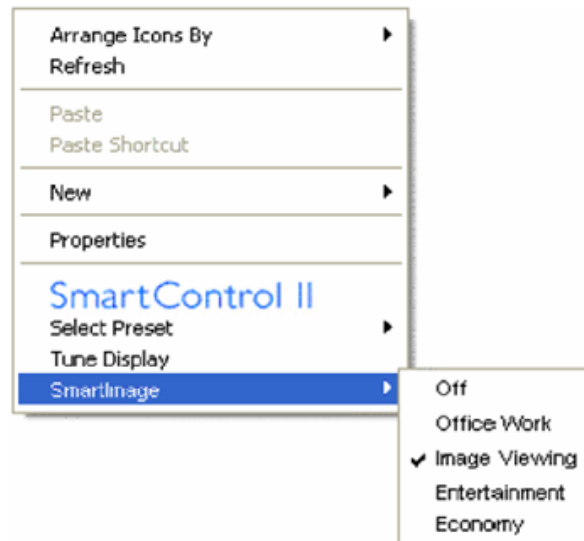 Arrange Icons By
Refresh
Paste
Paste Shortcut
New
Properties
SmartControl II
Select Preset
Tune Display
SmartImage
Off
Office Work
Image Viewing
Entertainment
Economy